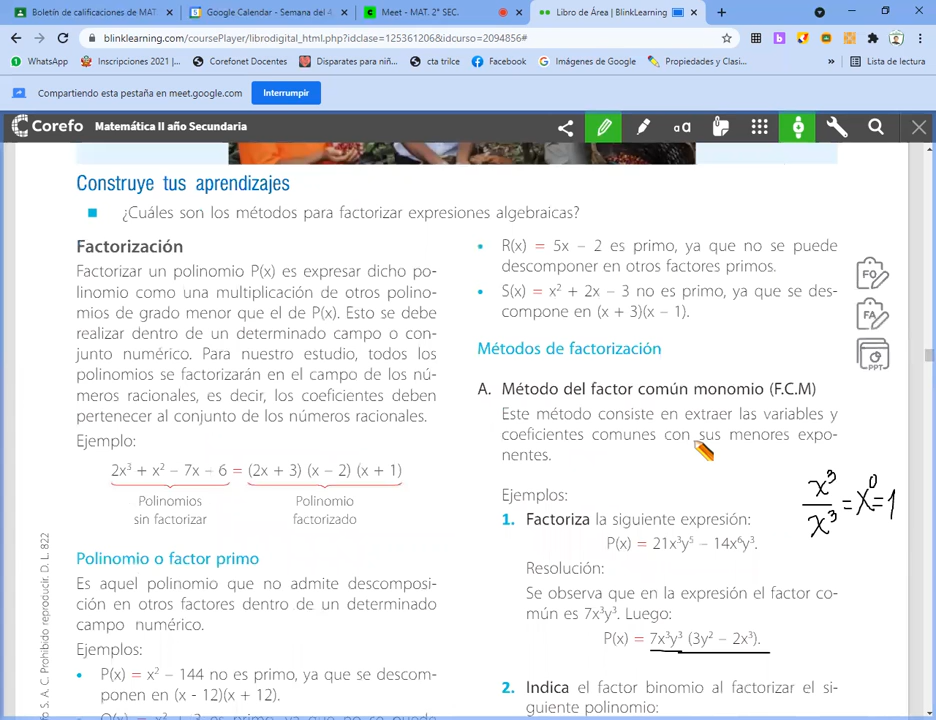 Boletín de calificaciones de MAT
Google Calendar - Semana del 4
Meet - MAT. 2° SEC.
Libro de Área | BlinkLearning
blinklearning.com/coursePlayer/librodigital_html.php?idclase=125361206&idcurso=2094856#
WhatsApp
Inscripciones 2021 |...
Corefonet Docentes
Disparates para niñ...
cta trilce
Facebook
Imágenes de Google
Propiedades y Clasi...
»
Lista de lectura
Compartiendo esta pestaña en meet.google.com
Interrumpir
Corefo
Matemática II año Secundaria
aɑ
Construye tus aprendizajes
¿Cuáles son los métodos para factorizar expresiones algebraicas?
Factorización
Factorizar un polinomio P(x) es expresar dicho po-
linomio como una multiplicación de otros polino-
mios de grado menor que el de P(x). Esto se debe
realizar dentro de un determinado campo o con-
junto numérico. Para nuestro estudio, todos los
polinomios se factorizarán en el campo de los nú-
meros racionales, es decir, los coeficientes deben
pertenecer al conjunto de los números racionales.
Ejemplo:
2x³ + x² – 7x – 6 = (2x + 3) (x – 2) (x + 1)
Polinomios
sin factorizar
Polinomio
factorizado
Polinomio o factor primo
Es aquel polinomio que no admite descomposi-
ción en otros factores dentro de un determinado
campo numérico.
Ejemplos:
• P(x) = x² – 144 no es primo, ya que se descom-
ponen en (x - 12)(x + 12).
• R(x) = 5x – 2 es primo, ya que no se puede
descomponer en otros factores primos.
• S(x) = x² + 2x – 3 no es primo, ya que se des-
compone en (x + 3)(x – 1).
Métodos de factorización
A. Método del factor común monomio (F.C.M)
Este método consiste en extraer las variables y
coeficientes comunes con sus menores expo-
nentes.
Ejemplos:
1. Factoriza la siguiente expresión:
P(x) = 21x³y⁵ – 14x⁶y³.
Resolución:
Se observa que en la expresión el factor co-
mún es 7x³y³. Luego:
P(x) = 7x³y³ (3y² – 2x³).
2. Indica el factor binomio al factorizar el si-
guiente polinomio:
x³
x³ = x⁰ = 1
FO
FA
PPT
fo S. A. C. Prohibido reproducir. D. L. 822